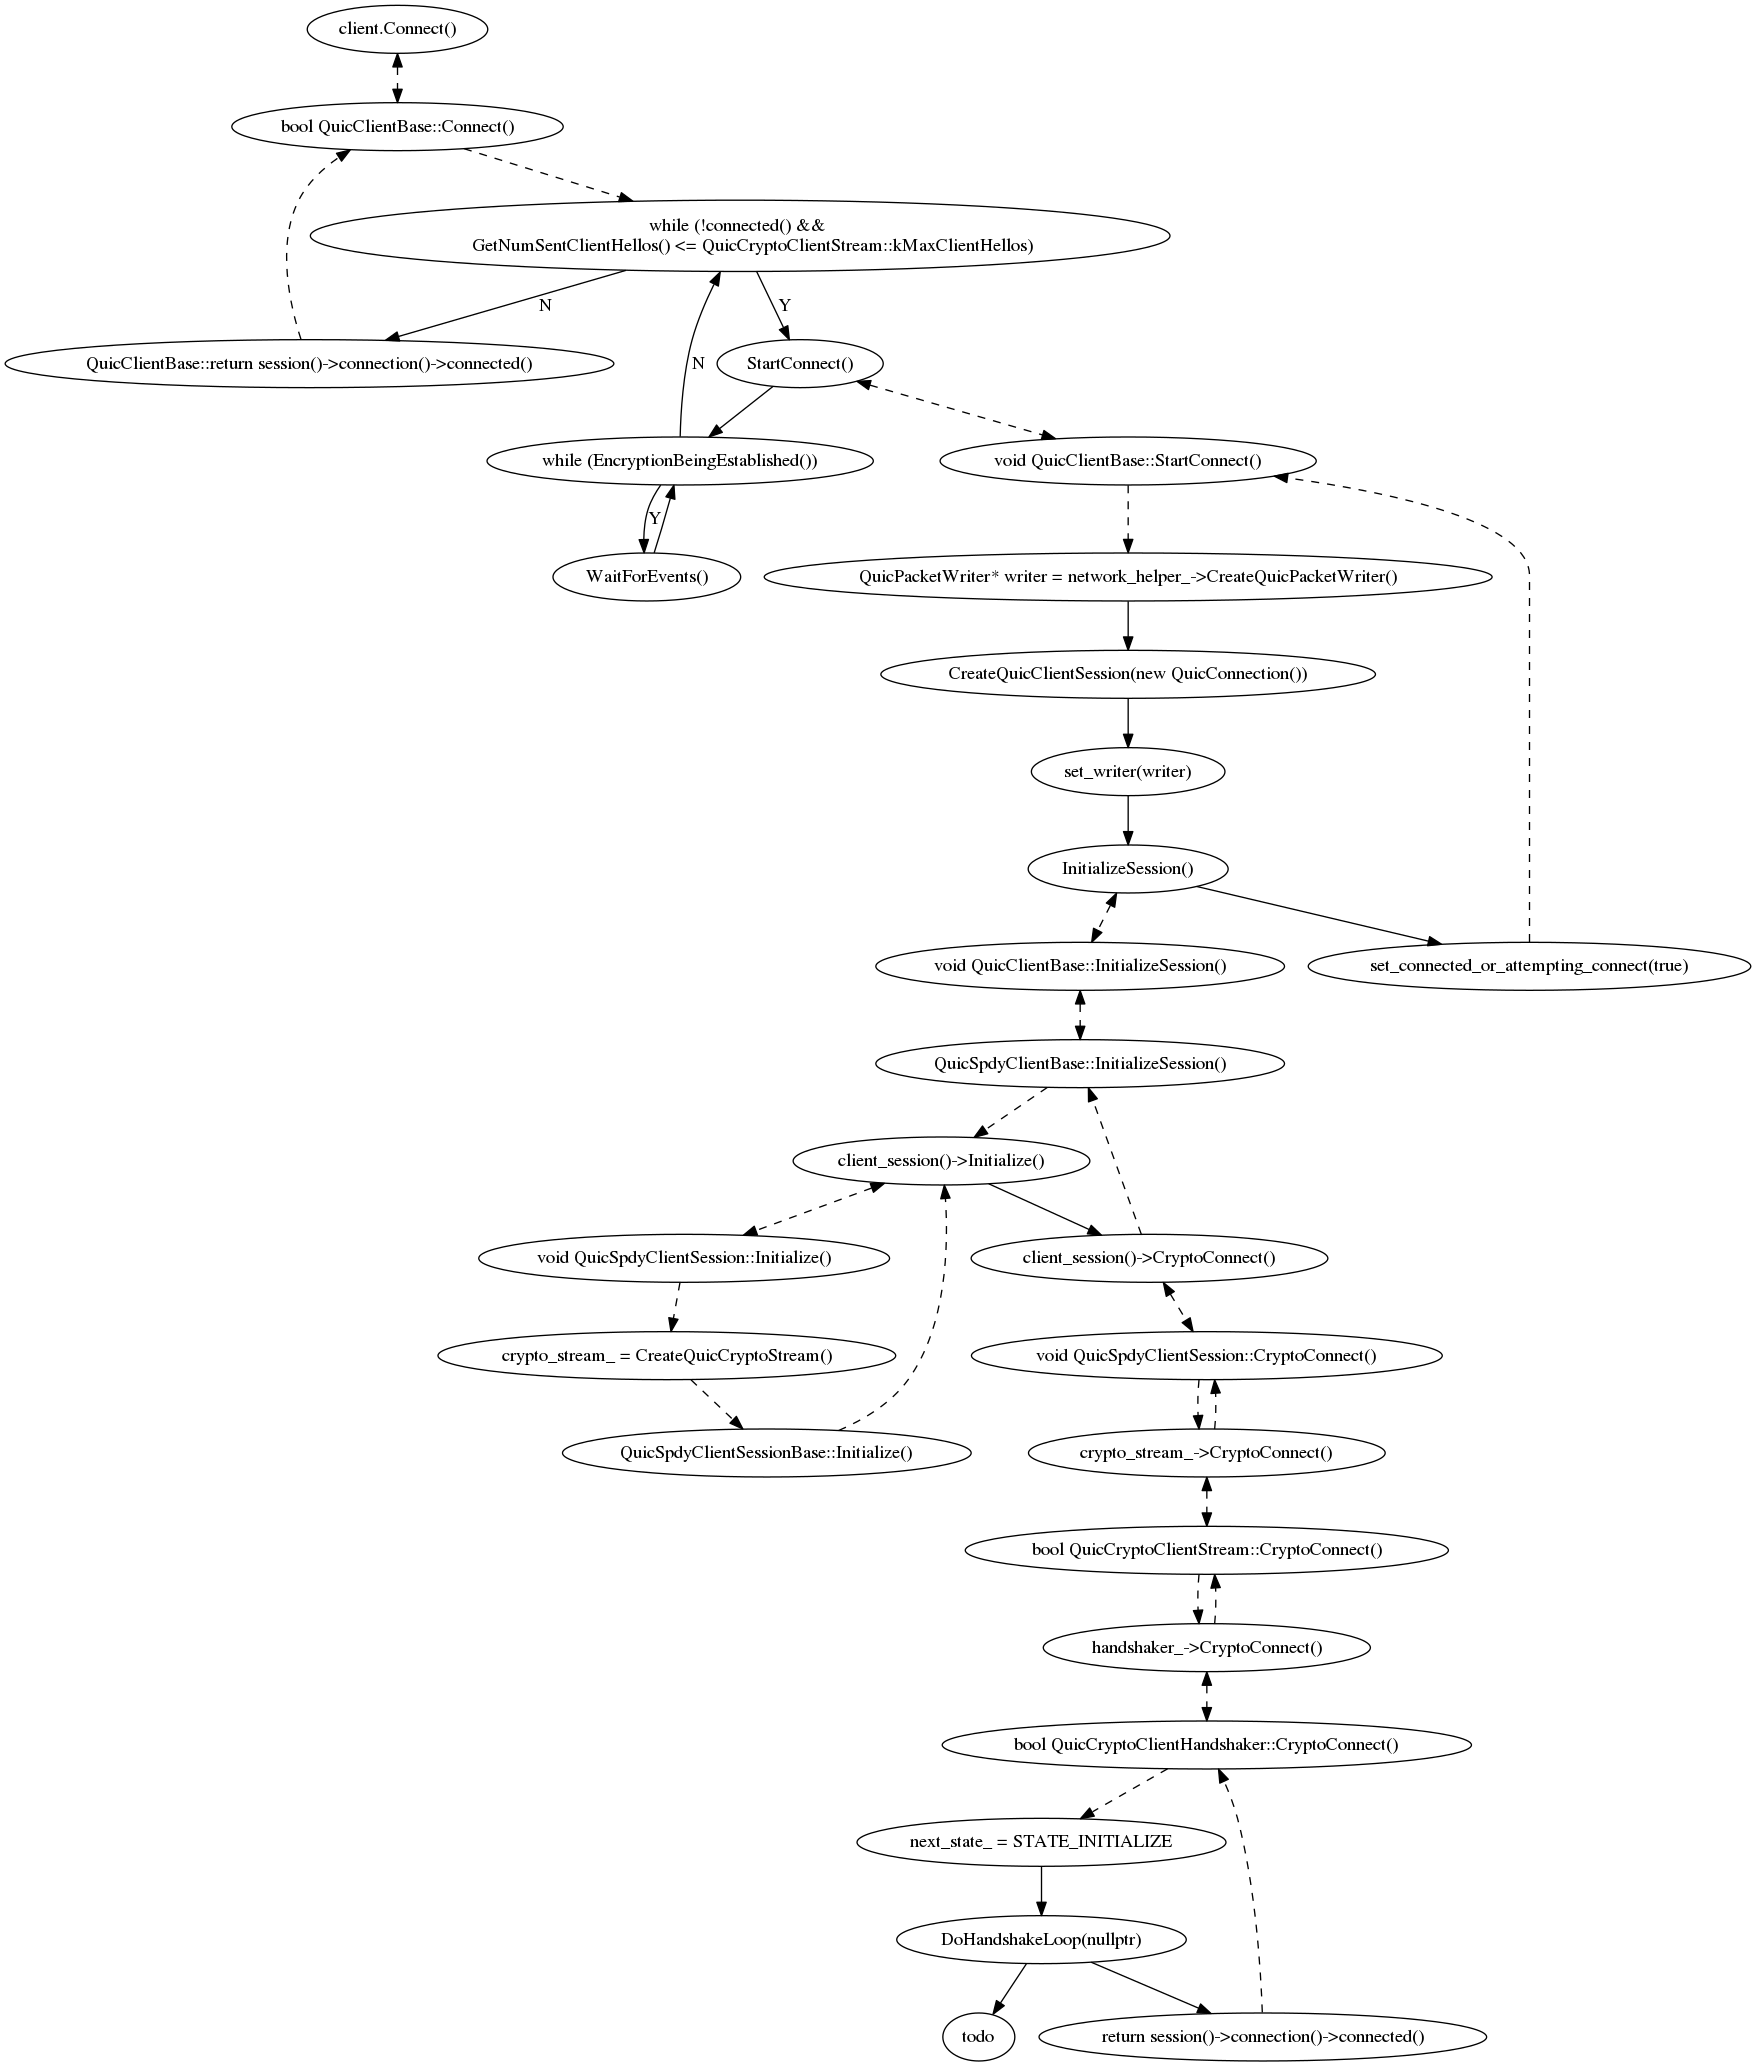 client.Connect()
bool QuicClientBase::Connect()
while (!connected() &&
GetNumSentClientHellos() <= QuicCryptoClientStream::kMaxClientHellos)
N
Y
QuicClientBase::return session()->connection()->connected()
StartConnect()
N
while (EncryptionBeingEstablished())
void QuicClientBase::StartConnect()
Y
WaitForEvents()
QuicPacketWriter* writer = network_helper_->CreateQuicPacketWriter()
CreateQuicClientSession(new QuicConnection())
set_writer(writer)
InitializeSession()
void QuicClientBase::InitializeSession()
set_connected_or_attempting_connect(true)
QuicSpdyClientBase::InitializeSession()
client_session()->Initialize()
void QuicSpdyClientSession::Initialize()
client_session()->CryptoConnect()
crypto_stream_ = CreateQuicCryptoStream()
void QuicSpdyClientSession::CryptoConnect()
QuicSpdyClientSessionBase::Initialize()
crypto_stream_->CryptoConnect()
bool QuicCryptoClientStream::CryptoConnect()
handshaker_->CryptoConnect()
bool QuicCryptoClientHandshaker::CryptoConnect()
next_state_ = STATE_INITIALIZE
DoHandshakeLoop(nullptr)
todo
return session()->connection()->connected()